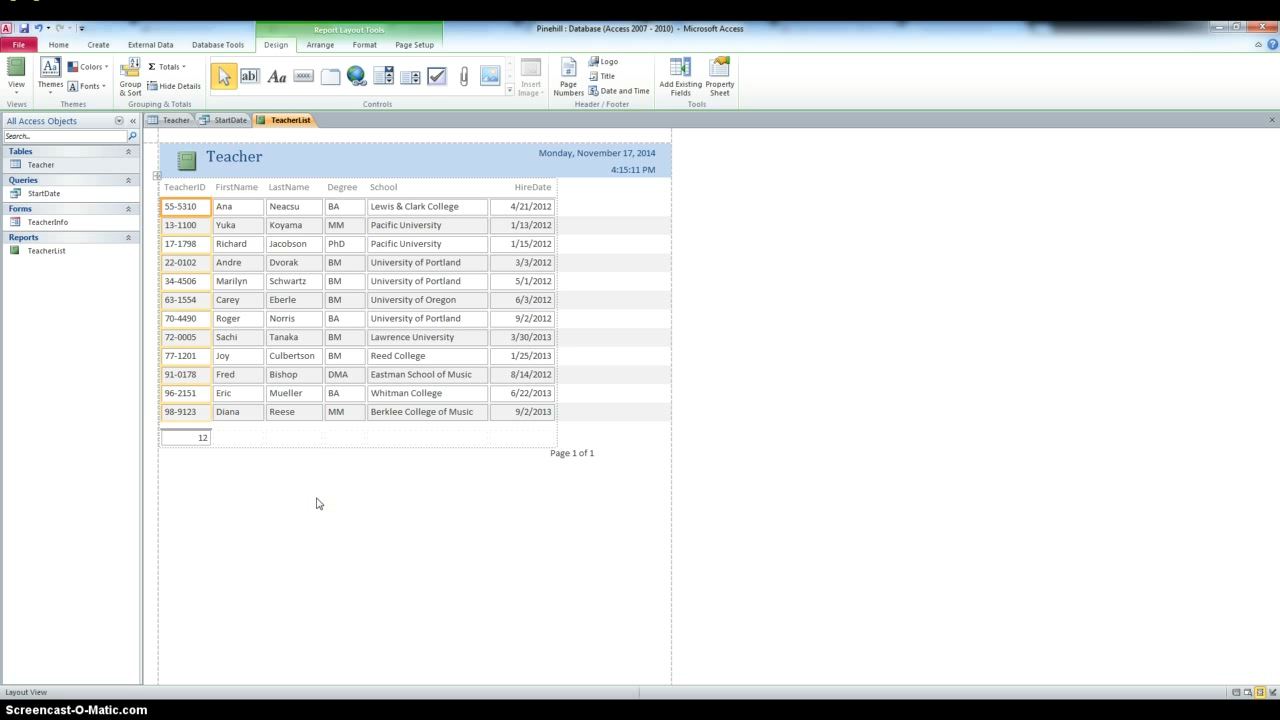 Report Layout Tools
Pinehill : Database (Access 2007 - 2010) - Microsoft Access
File Home Create External Data Database Tools Design Arrange Format Page Setup
View
Themes
Colors
Fonts
Group & Sort
Totals
Hide Details
ab|
Aa
xxxx
Insert Image
Page Numbers
Logo
Title
Date and Time
Add Existing Fields
Property Sheet
Views Themes Grouping & Totals Controls Header / Footer Tools
All Access Objects
Search...
Tables
Teacher
Queries
StartDate
Forms
TeacherInfo
Reports
TeacherList
Teacher StartDate TeacherList
Teacher
Monday, November 17, 2014
4:15:11 PM
TeacherID FirstName LastName Degree School HireDate
55-5310 Ana Neacsu BA Lewis & Clark College 4/21/2012
13-1100 Yuka Koyama MM Pacific University 1/13/2012
17-1798 Richard Jacobson PhD Pacific University 1/15/2012
22-0102 Andre Dvorak BM University of Portland 3/3/2012
34-4506 Marilyn Schwartz BM University of Portland 5/1/2012
63-1554 Carey Eberle BM University of Oregon 6/3/2012
70-4490 Roger Norris BA University of Portland 9/2/2012
72-0005 Sachi Tanaka BM Lawrence University 3/30/2013
77-1201 Joy Culbertson BM Reed College 1/25/2013
91-0178 Fred Bishop DMA Eastman School of Music 8/14/2012
96-2151 Eric Mueller BA Whitman College 6/22/2013
98-9123 Diana Reese MM Berklee College of Music 9/2/2013
12
Page 1 of 1
Layout View
Screencast-O-Matic.com